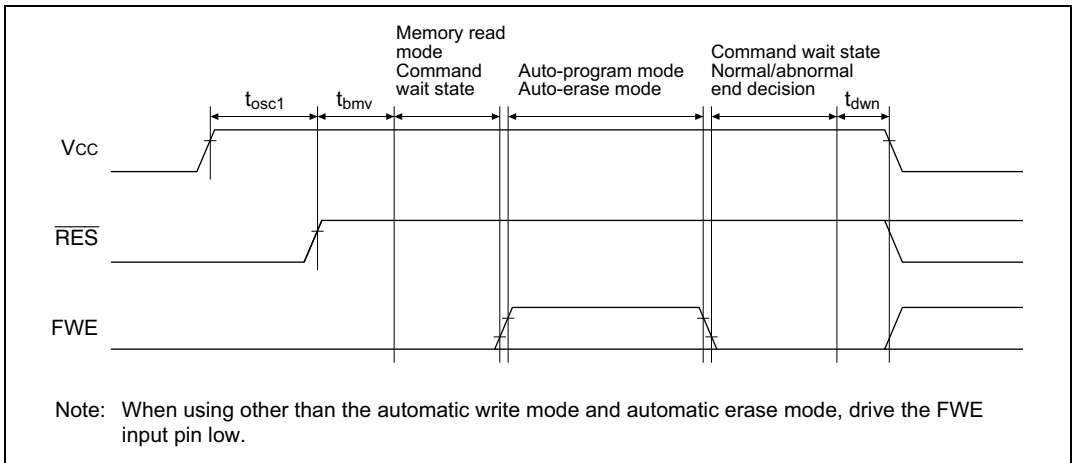 Memory read
mode
Command
wait state
Auto-program mode
Auto-erase mode
Command wait state
Normal/abnormal
end decision
tosc1
tbmv
tdwn
VCC
RES
FWE
Note: When using other than the automatic write mode and automatic erase mode, drive the FWE
input pin low.